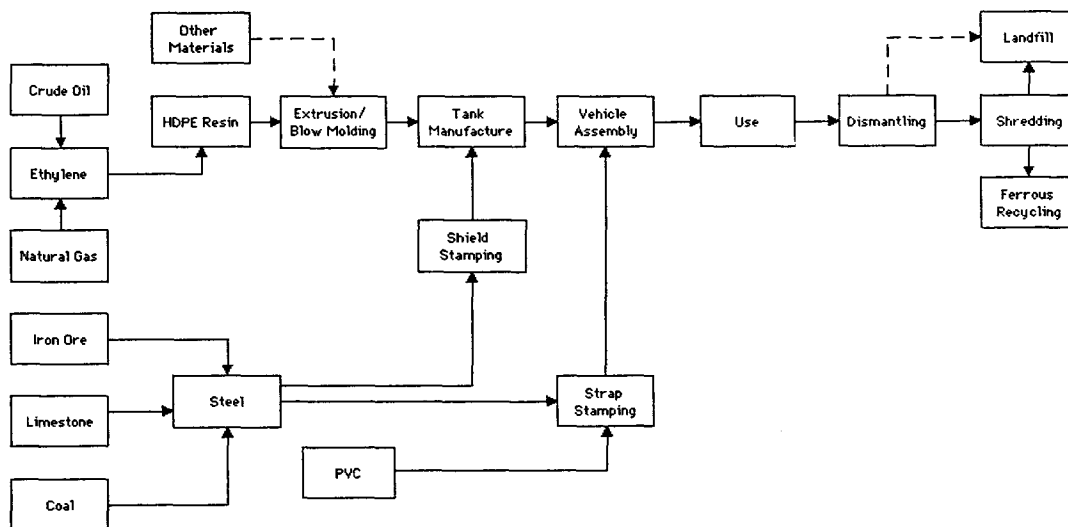 Other
Materials
Landfill
Crude Oil
HDPE Resin
Extrusion/
Blow Molding
Tank
Manufacture
Vehicle
Assembly
Use
Dismantling
Shredding
Ethylene
Ferrous
Recycling
Natural Gas
Shield
Stamping
Iron Ore
Steel
Strap
Stamping
Limestone
PVC
Coal